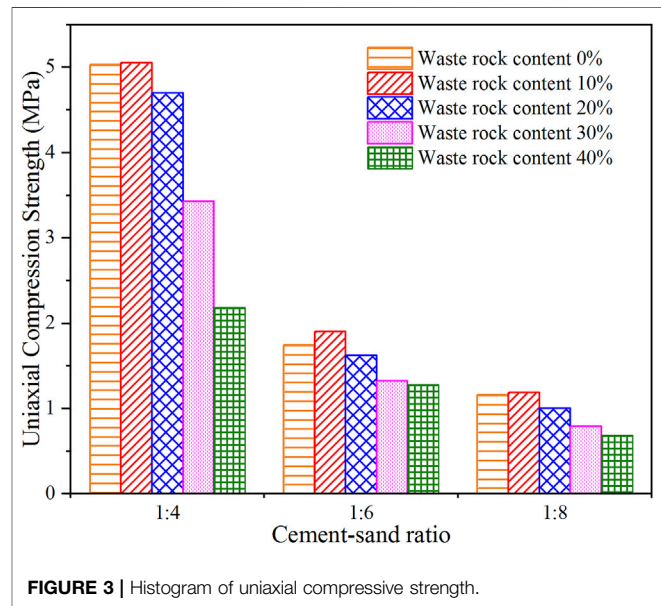 Uniaxial Compression Strength (MPa)
5
4
3
2
1
0
Waste rock content 0%
Waste rock content 10%
Waste rock content 20%
Waste rock content 30%
Waste rock content 40%
1:4
1:6
1:8
Cement-sand ratio
FIGURE 3 | Histogram of uniaxial compressive strength.